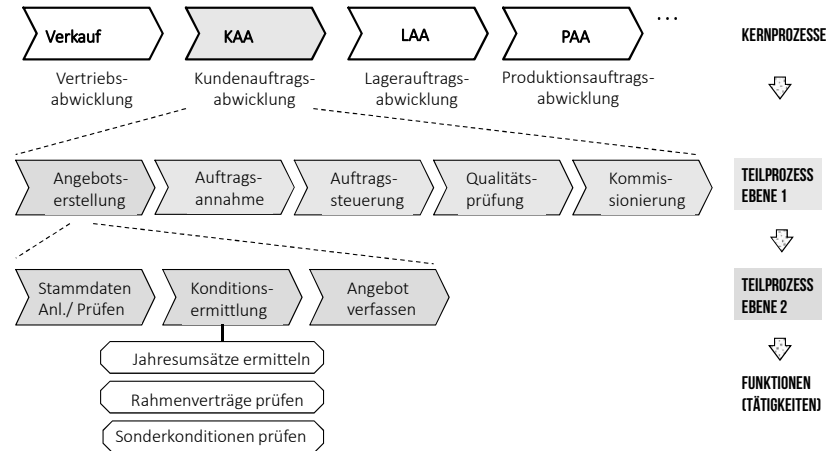 Verkauf
KAA
LAA
PAA
...
KERNPROZESSE
Vertriebs-
abwicklung
Kundenauftrags-
abwicklung
Lagerauftrags-
abwicklung
Produktionsauftrags-
abwicklung
Angebots-
erstellung
Auftrags-
annahme
Auftrags-
steuerung
Qualitäts-
prüfung
Kommis-
sionierung
TEILPROZESS
EBENE 1
Stammdaten
Anl./ Prüfen
Konditions-
ermittlung
Angebot
verfassen
TEILPROZESS
EBENE 2
Jahresumsätze ermitteln
Rahmenverträge prüfen
Sonderkonditionen prüfen
FUNKTIONEN
(TÄTIGKEITEN)